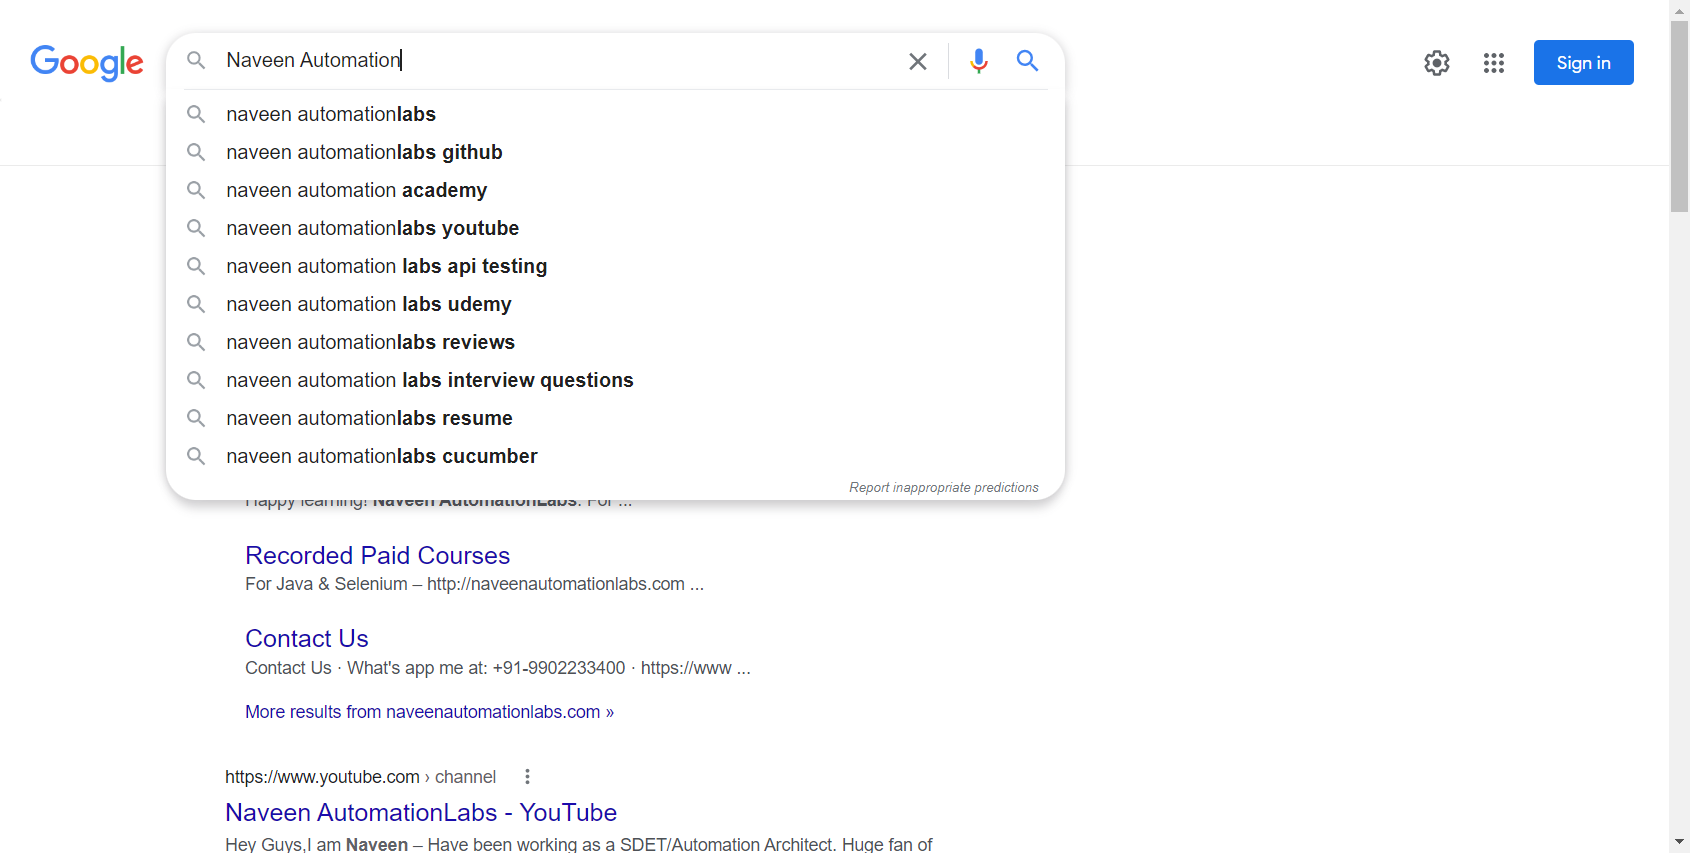 Google
Naveen Automation
Sign in
naveen automationlabs
naveen automationlabs github
naveen automation academy
naveen automationlabs youtube
naveen automation labs api testing
naveen automation labs udemy
naveen automationlabs reviews
naveen automation labs interview questions
naveen automationlabs resume
naveen automationlabs cucumber
Report inappropriate predictions
Happy learning! Naveen AutomationLabs. For ...
Recorded Paid Courses
For Java & Selenium – http://naveenautomationlabs.com ...
Contact Us
Contact Us · What's app me at: +91-9902233400 · https://www ...
More results from naveenautomationlabs.com »
https://www.youtube.com › channel
Naveen AutomationLabs - YouTube
Hey Guys,I am Naveen – Have been working as a SDET/Automation Architect. Huge fan of